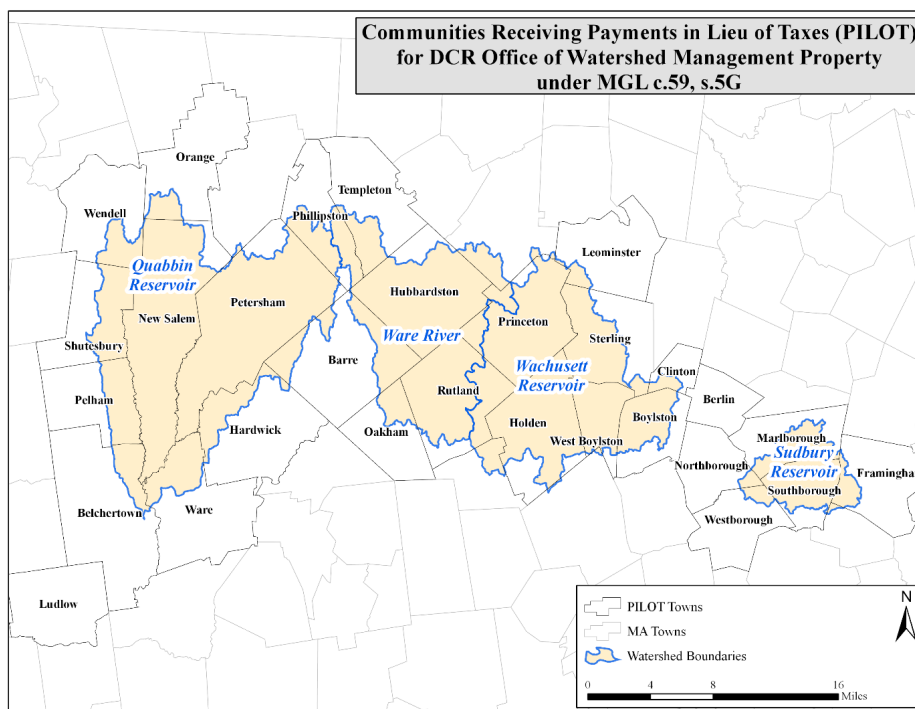 Communities Receiving Payments in Lieu of Taxes (PILOT)
for DCR Office of Watershed Management Property
under MGL c.59, s.5G
Orange
Templeton
Wendell
Phillipston
Leominster
Quabbin
Reservoir
Hubbardston
Petersham
New Salem
Princeton
Ware River
Sterling
Shutesbury
Barre
Wachusett
Reservoir
Clinton
Pelham
Rutland
Berlin
Hardwick
Oakham
Holden
Boylston
West Boylston
Marlborough
Sudbury
Reservoir
Northborough
Framingham
Southborough
Belchertown
Ware
Westborough
Ludlow
N
PILOT Towns
MA Towns
Watershed Boundaries
0 4 8 16
Miles